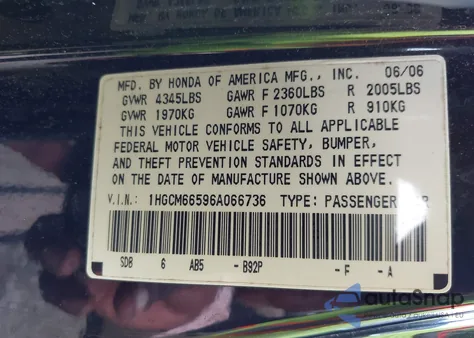 MFD. BY HONDA OF AMERICA MFG., INC. 06/06
GVWR 4345LBS GAWR F 2360LBS R 2005LBS
GVWR 1970KG GAWR F 1070KG R 910KG
THIS VEHICLE CONFORMS TO ALL APPLICABLE
FEDERAL MOTOR VEHICLE SAFETY, BUMPER,
AND THEFT PREVENTION STANDARDS IN EFFECT
ON THE DATE OF MANUFACTURE SHOWN ABOVE.
V.I.N.: 1HGCM66596A066736 TYPE: PASSENGER
SDB 6 AB5 - B92P -F -A
autoSnap